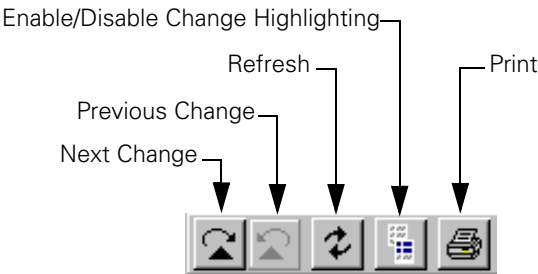 Enable/Disable Change Highlighting
Refresh
Print
Previous Change
Next Change